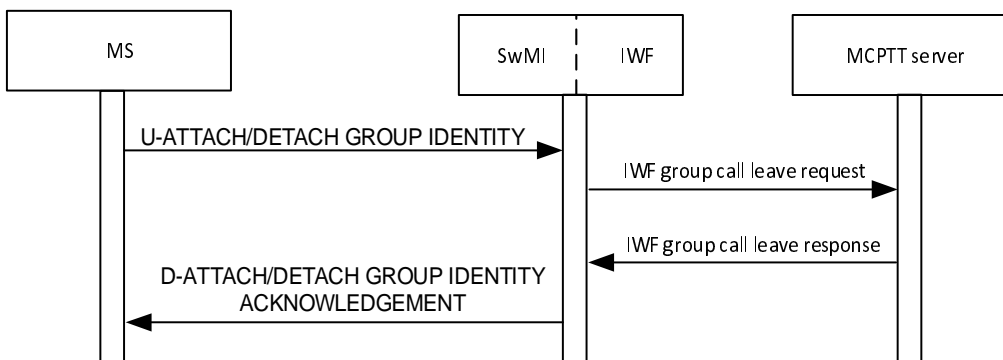 MS
SwMI
IWF
MCPTT server
U-ATTACH/DETACH GROUP IDENTITY
IWF group call leave request
IWF group call leave response
D-ATTACH/DETACH GROUP IDENTITY
ACKNOWLEDGEMENT